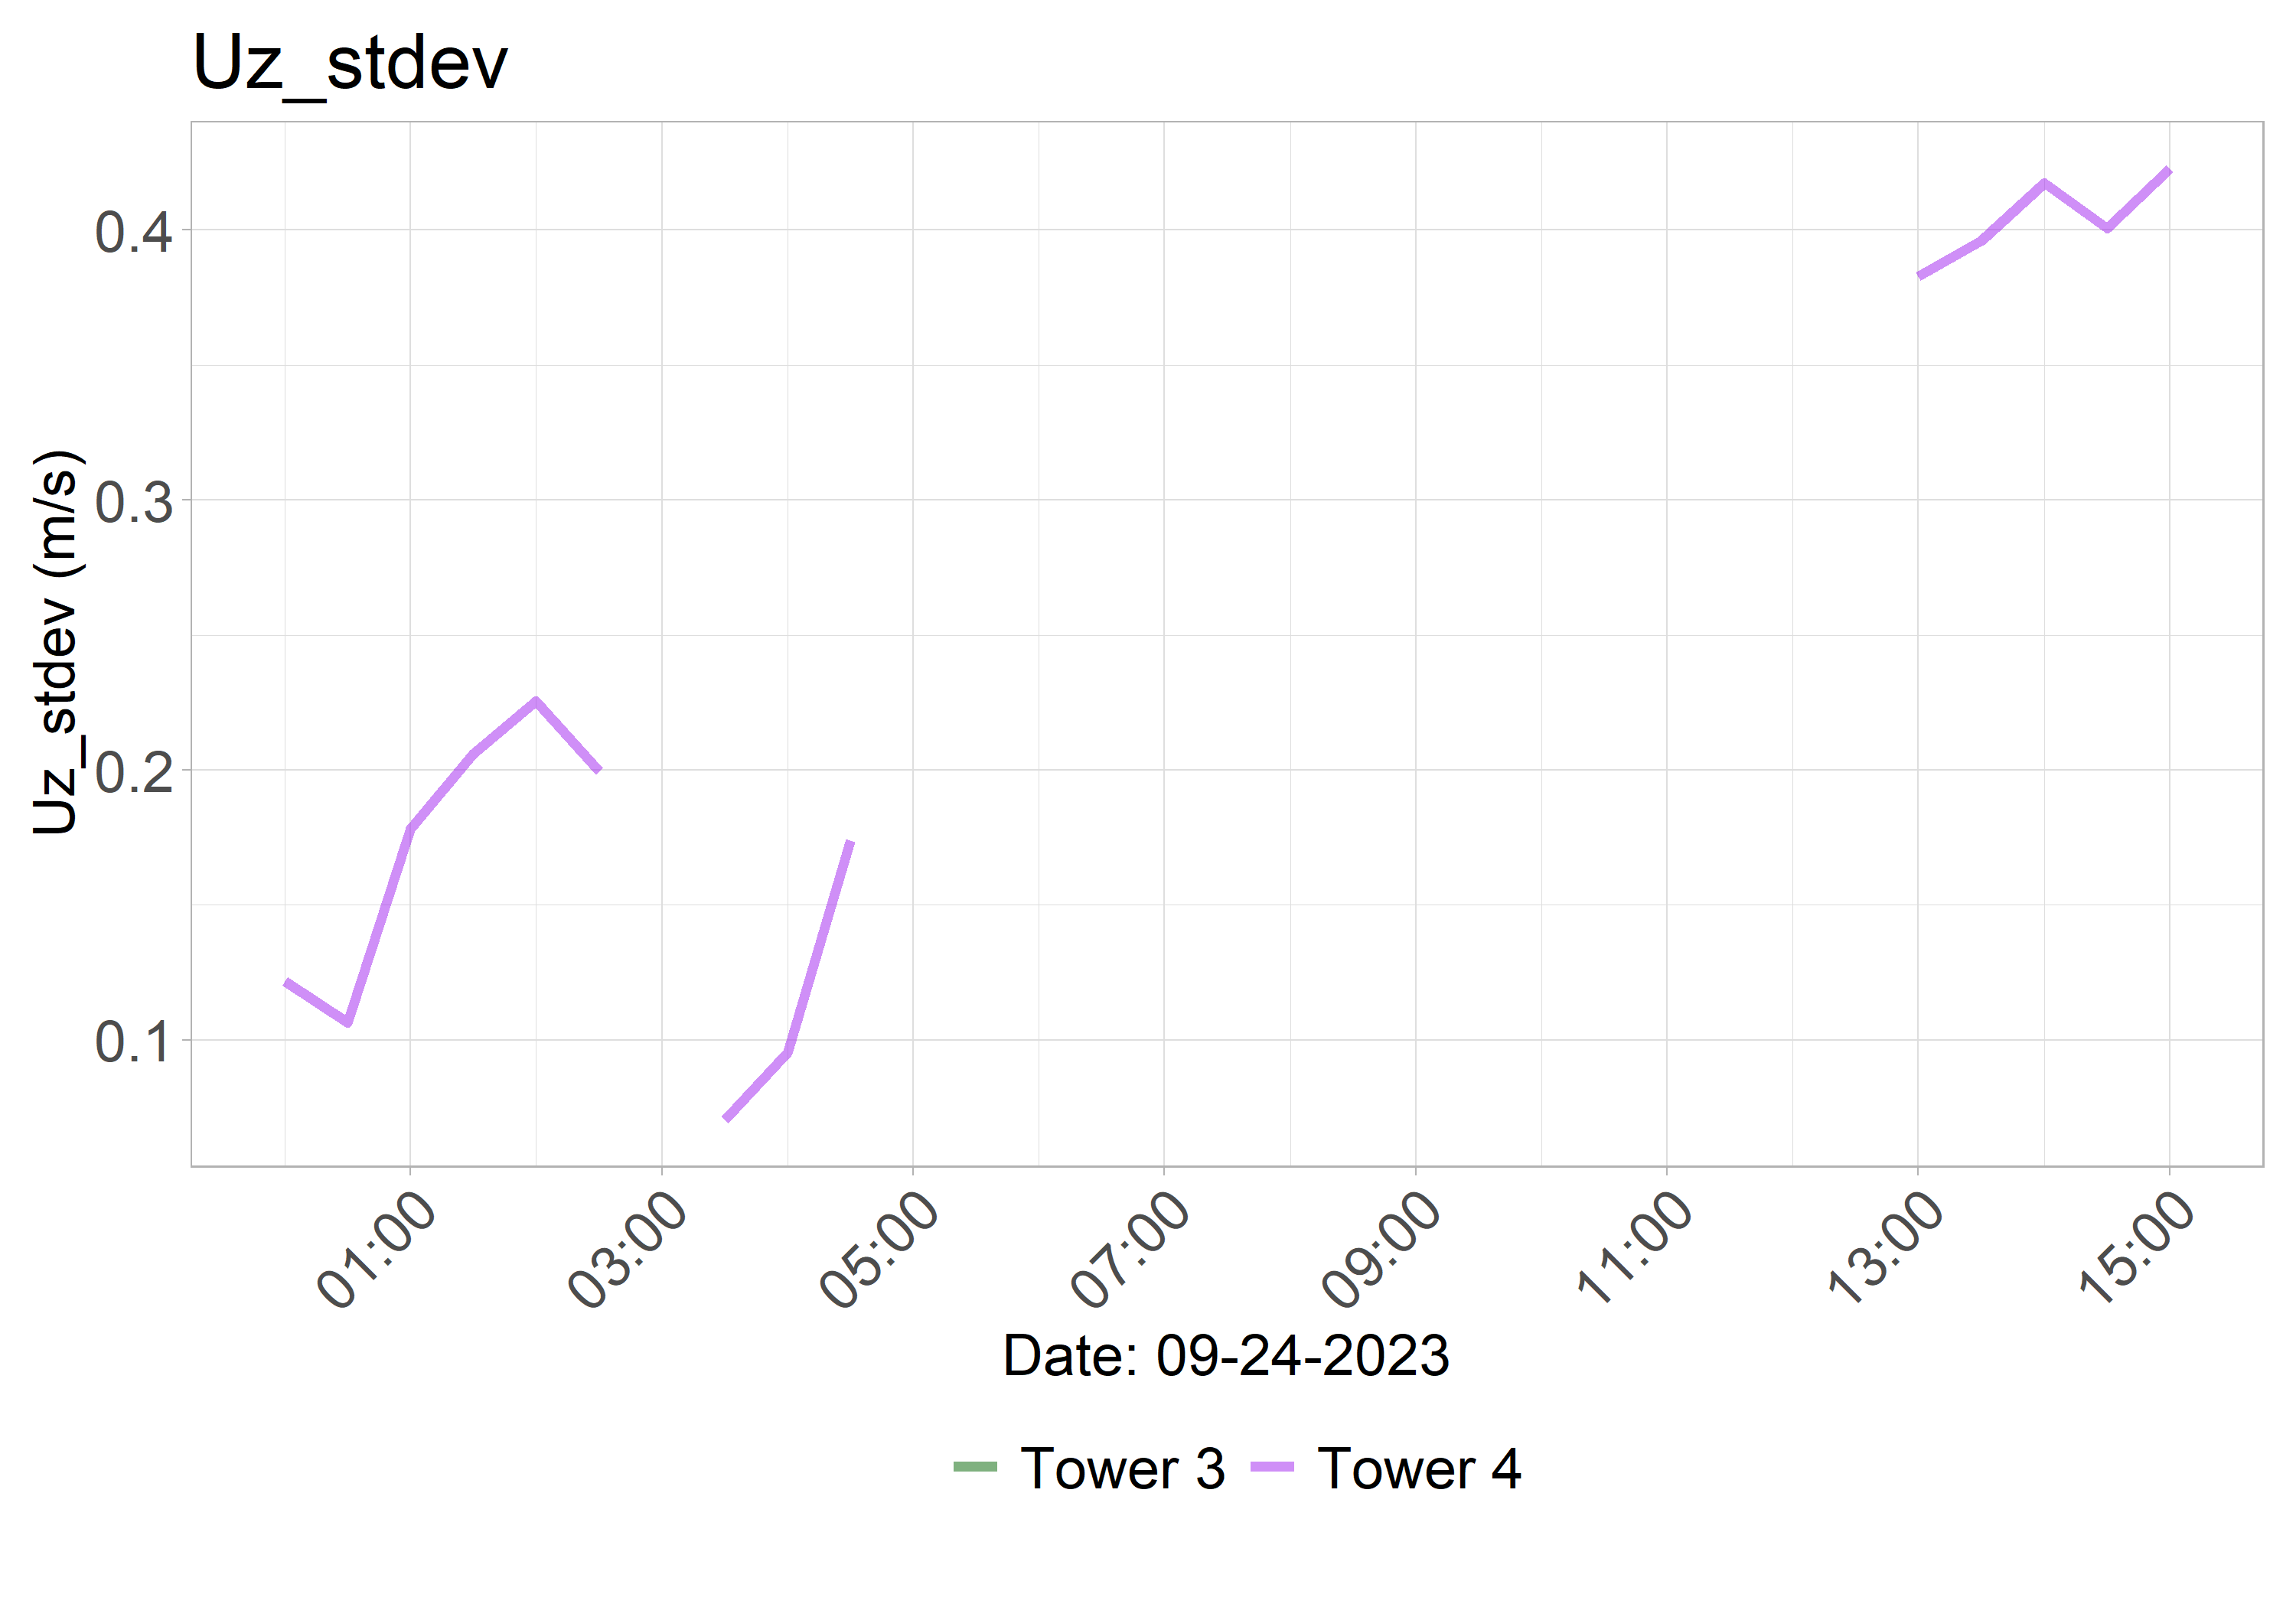 Uz_stdev
Uz_stdev (m/s)
0.4
0.3
0.2
0.1
01:00 03:00 05:00 07:00 09:00 11:00 13:00 15:00
Date: 09-24-2023
Tower 3 Tower 4